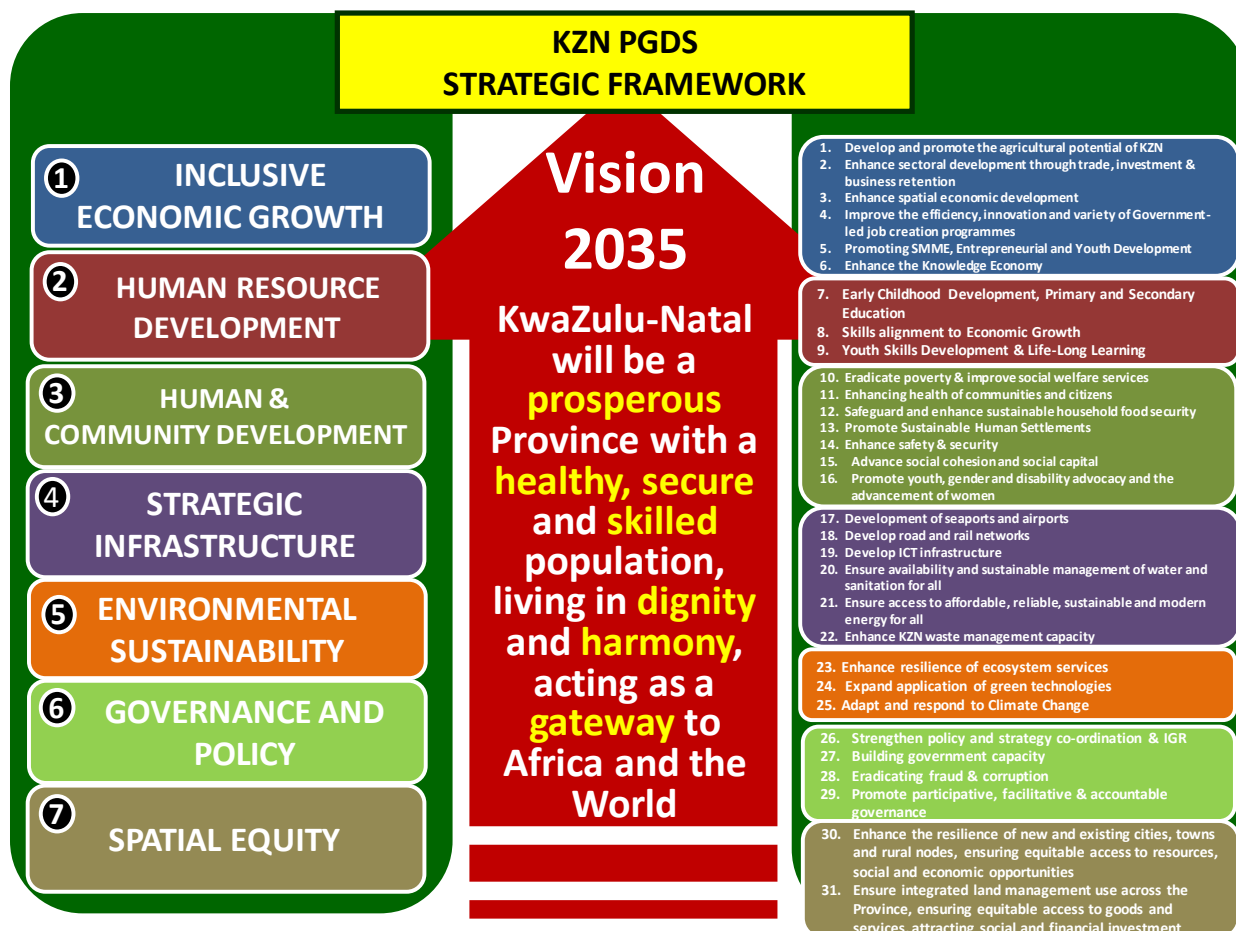 KZN PGDS
STRATEGIC FRAMEWORK
1
INCLUSIVE
ECONOMIC GROWTH
2
HUMAN RESOURCE
DEVELOPMENT
3
HUMAN &
COMMUNITY DEVELOPMENT
4
STRATEGIC
INFRASTRUCTURE
5
ENVIRONMENTAL
SUSTAINABILITY
6
GOVERNANCE AND
POLICY
7
SPATIAL EQUITY
Vision
2035
KwaZulu-Natal
will be a
prosperous
Province with a
healthy, secure
and skilled
population,
living in dignity
and harmony,
acting as a
gateway to
Africa and the
World
1. Develop and promote the agricultural potential of KZN
2. Enhance sectoral development through trade, investment &
business retention
3. Enhance spatial economic development
4. Improve the efficiency, innovation and variety of Government-
led job creation programmes
5. Promoting SMME, Entrepreneurial and Youth Development
6. Enhance the Knowledge Economy
7. Early Childhood Development, Primary and Secondary
Education
8. Skills alignment to Economic Growth
9. Youth Skills Development & Life-Long Learning
10. Eradicate poverty & improve social welfare services
11. Enhancing health of communities and citizens
12. Safeguard and enhance sustainable household food security
13. Promote Sustainable Human Settlements
14. Enhance safety & security
15. Advance social cohesion and social capital
16. Promote youth, gender and disability advocacy and the
advancement of women
17. Development of seaports and airports
18. Develop road and rail networks
19. Develop ICT infrastructure
20. Ensure availability and sustainable management of water and
sanitation for all
21. Ensure access to affordable, reliable, sustainable and modern
energy for all
22. Enhance KZN waste management capacity
23. Enhance resilience of ecosystem services
24. Expand application of green technologies
25. Adapt and respond to Climate Change
26. Strengthen policy and strategy co-ordination & IGR
27. Building government capacity
28. Eradicating fraud & corruption
29. Promote participative, facilitative & accountable
governance
30. Enhance the resilience of new and existing cities, towns
and rural nodes, ensuring equitable access to resources,
social and economic opportunities
31. Ensure integrated land management use across the
Province, ensuring equitable access to goods and
services, attracting social and financial investment